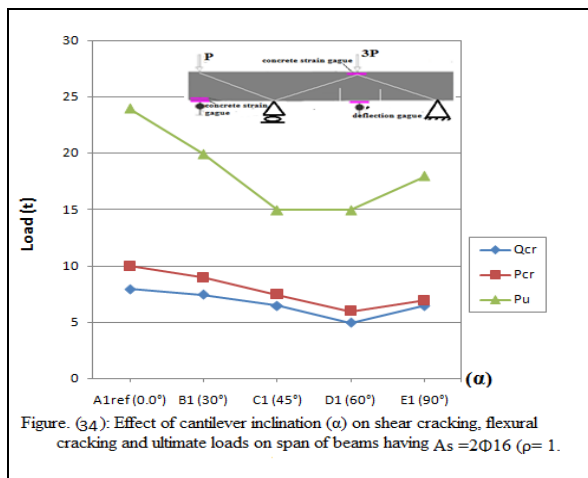 30
25
20
15
10
5
0
Load (t)
P
3P
concrete strain gague
concrete strain
gague
deflection gague
Qcr
Pcr
Pu
(α)
A1ref (0.0°) B1 (30°) C1 (45°) D1 (60°) E1 (90°)
Figure. (34): Effect of cantilever inclination (α) on shear cracking, flexural
cracking and ultimate loads on span of beams having As =2Φ16 (ρ= 1.